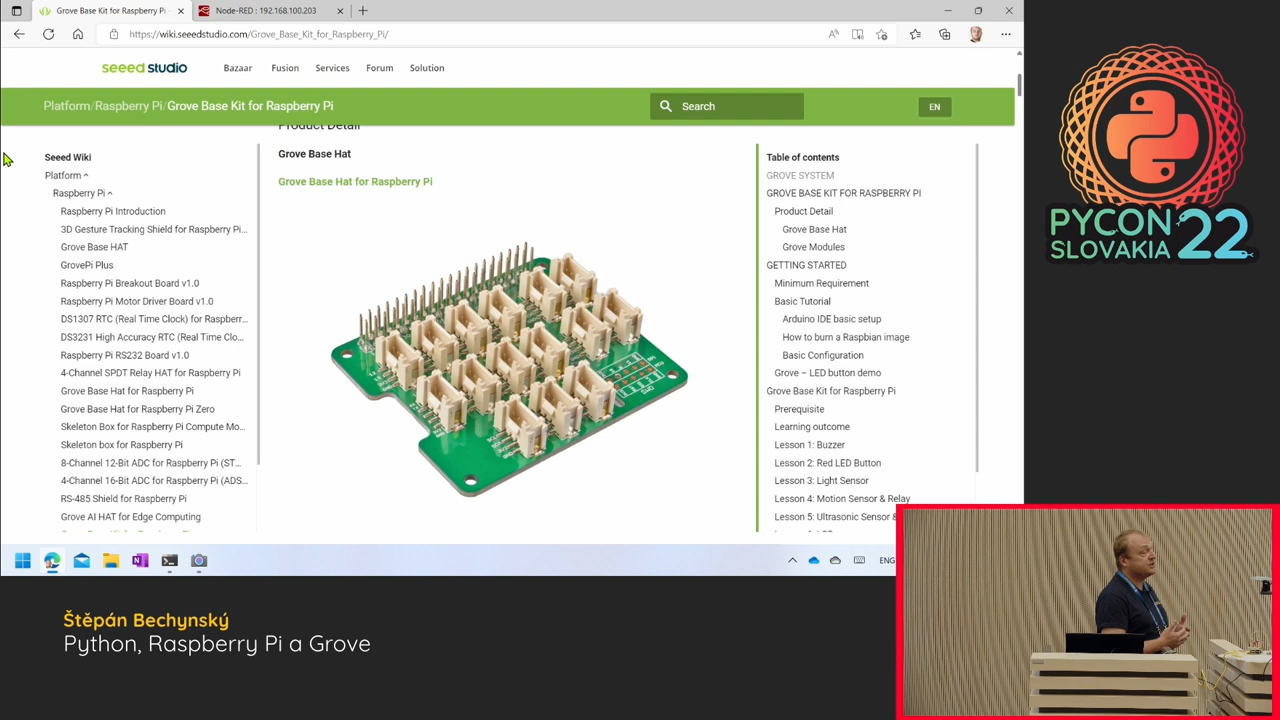 Grove Base Kit for Raspberry Pi -
Node-RED : 192.168.100.203
https://wiki.seeedstudio.com/Grove_Base_Kit_for_Raspberry_Pi/
seeed studio
Bazaar
Fusion
Services
Forum
Solution
Platform/Raspberry Pi/Grove Base Kit for Raspberry Pi
Search
EN
Seeed Wiki
Platform
Raspberry Pi
Raspberry Pi Introduction
3D Gesture Tracking Shield for Raspberry Pi...
Grove Base HAT
GrovePi Plus
Raspberry Pi Breakout Board v1.0
Raspberry Pi Motor Driver Board v1.0
DS1307 RTC (Real Time Clock) for Raspberr...
DS3231 High Accuracy RTC (Real Time Clo...
Raspberry Pi RS232 Board v1.0
4-Channel SPDT Relay HAT for Raspberry Pi
Grove Base Hat for Raspberry Pi
Grove Base Hat for Raspberry Pi Zero
Skeleton Box for Raspberry Pi Compute Mo...
Skeleton box for Raspberry Pi
8-Channel 12-Bit ADC for Raspberry Pi (ST...
4-Channel 16-Bit ADC for Raspberry Pi (ADS...
RS-485 Shield for Raspberry Pi
Grove AI HAT for Edge Computing
Product Detail
Grove Base Hat
Grove Base Hat for Raspberry Pi
Table of contents
GROVE SYSTEM
GROVE BASE KIT FOR RASPBERRY PI
Product Detail
Grove Base Hat
Grove Modules
GETTING STARTED
Minimum Requirement
Basic Tutorial
Arduino IDE basic setup
How to burn a Raspbian image
Basic Configuration
Grove – LED button demo
Grove Base Kit for Raspberry Pi
Prerequisite
Learning outcome
Lesson 1: Buzzer
Lesson 2: Red LED Button
Lesson 3: Light Sensor
Lesson 4: Motion Sensor & Relay
Lesson 5: Ultrasonic Sensor &
ENG
PYCON
SLOVAKIA
22
Štěpán Bechynský
Python, Raspberry Pi a Grove